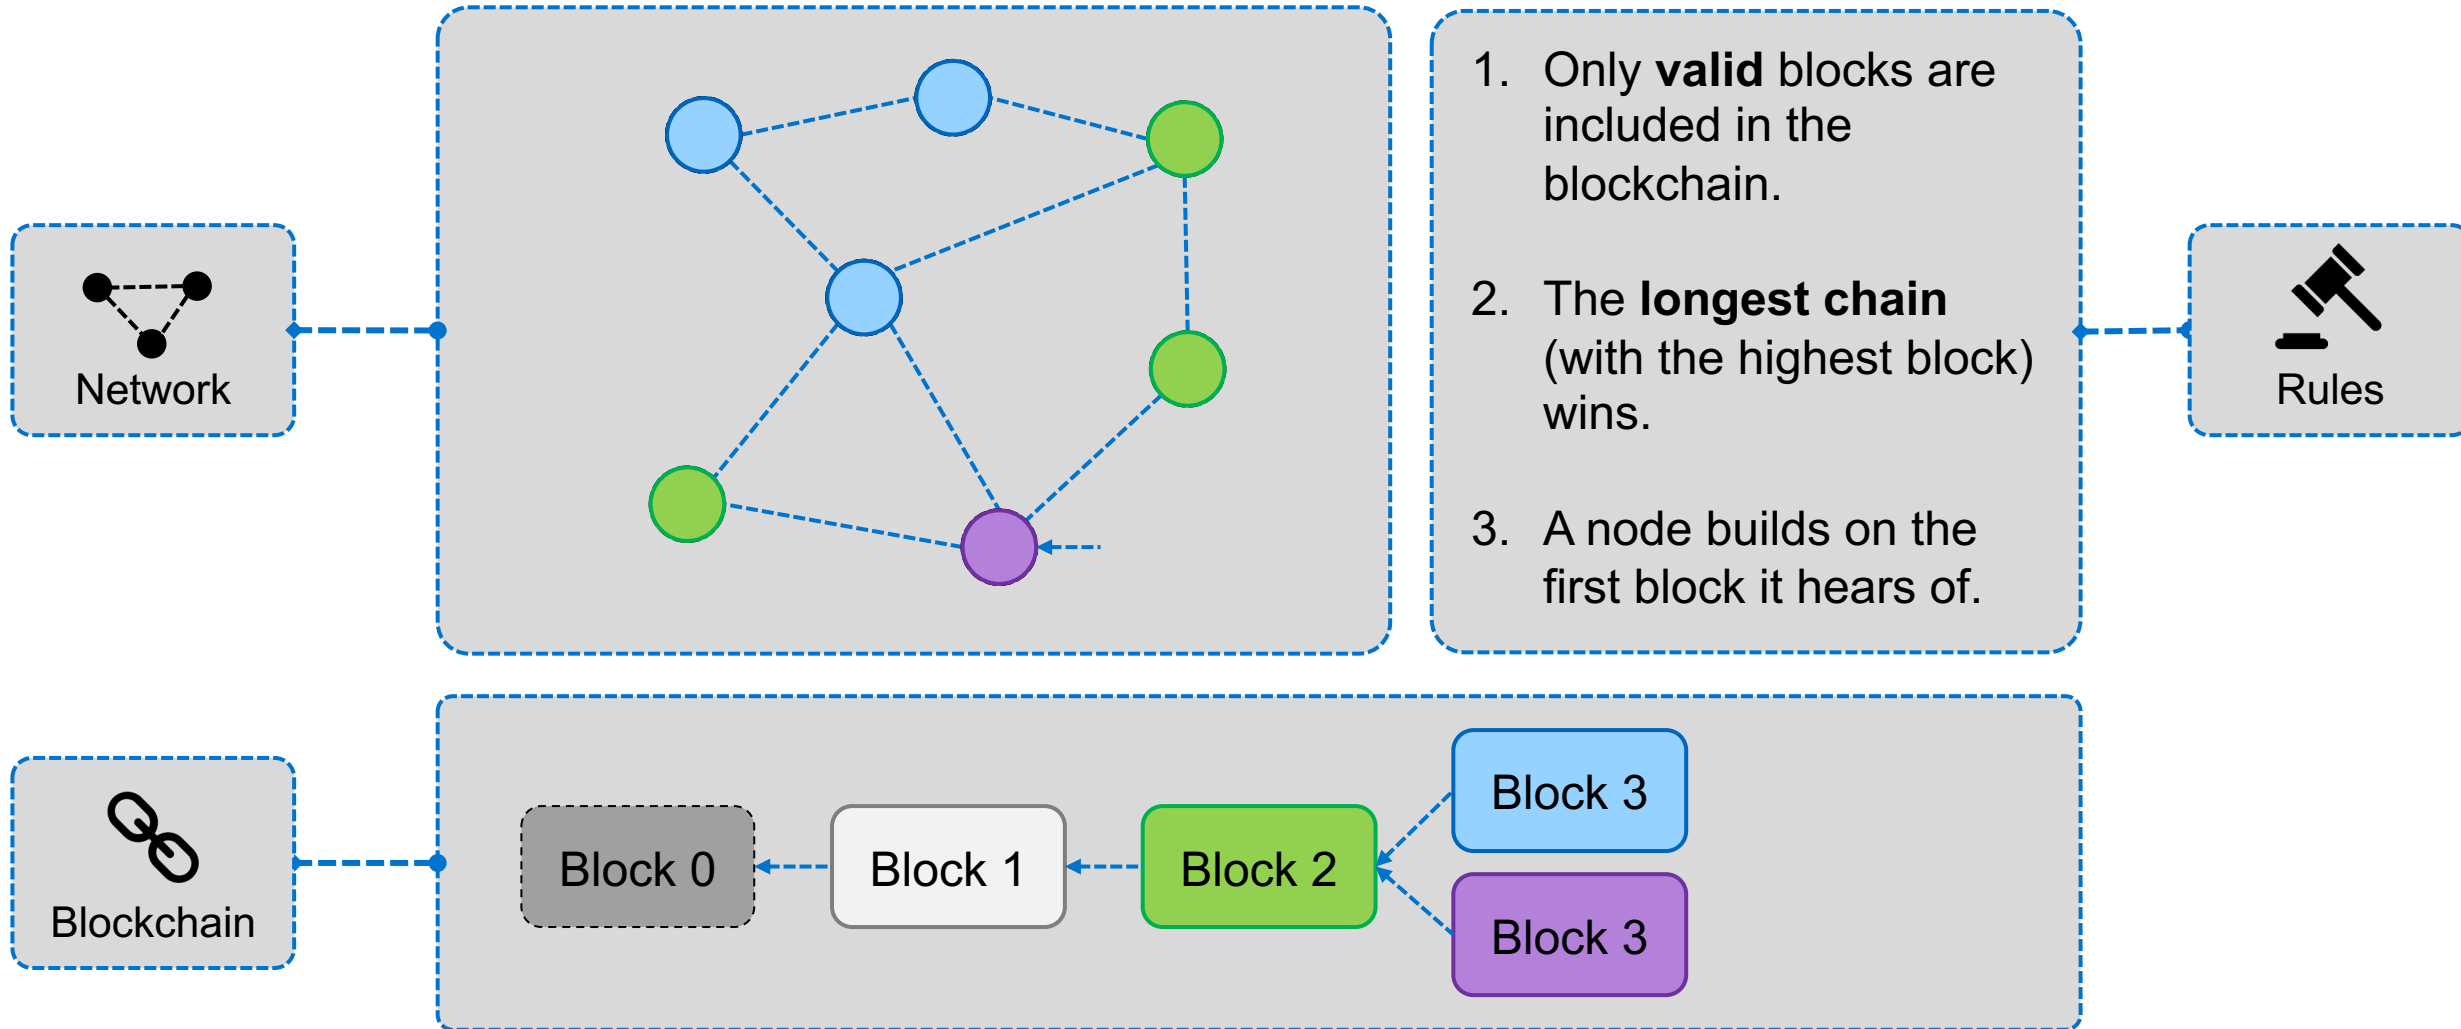 1. Only valid blocks are
included in the
blockchain.
2. The longest chain
(with the highest block)
wins.
3. A node builds on the
first block it hears of.
Network
Rules
Block 3
Block 0
Block 1
Block 2
Block 3
Blockchain